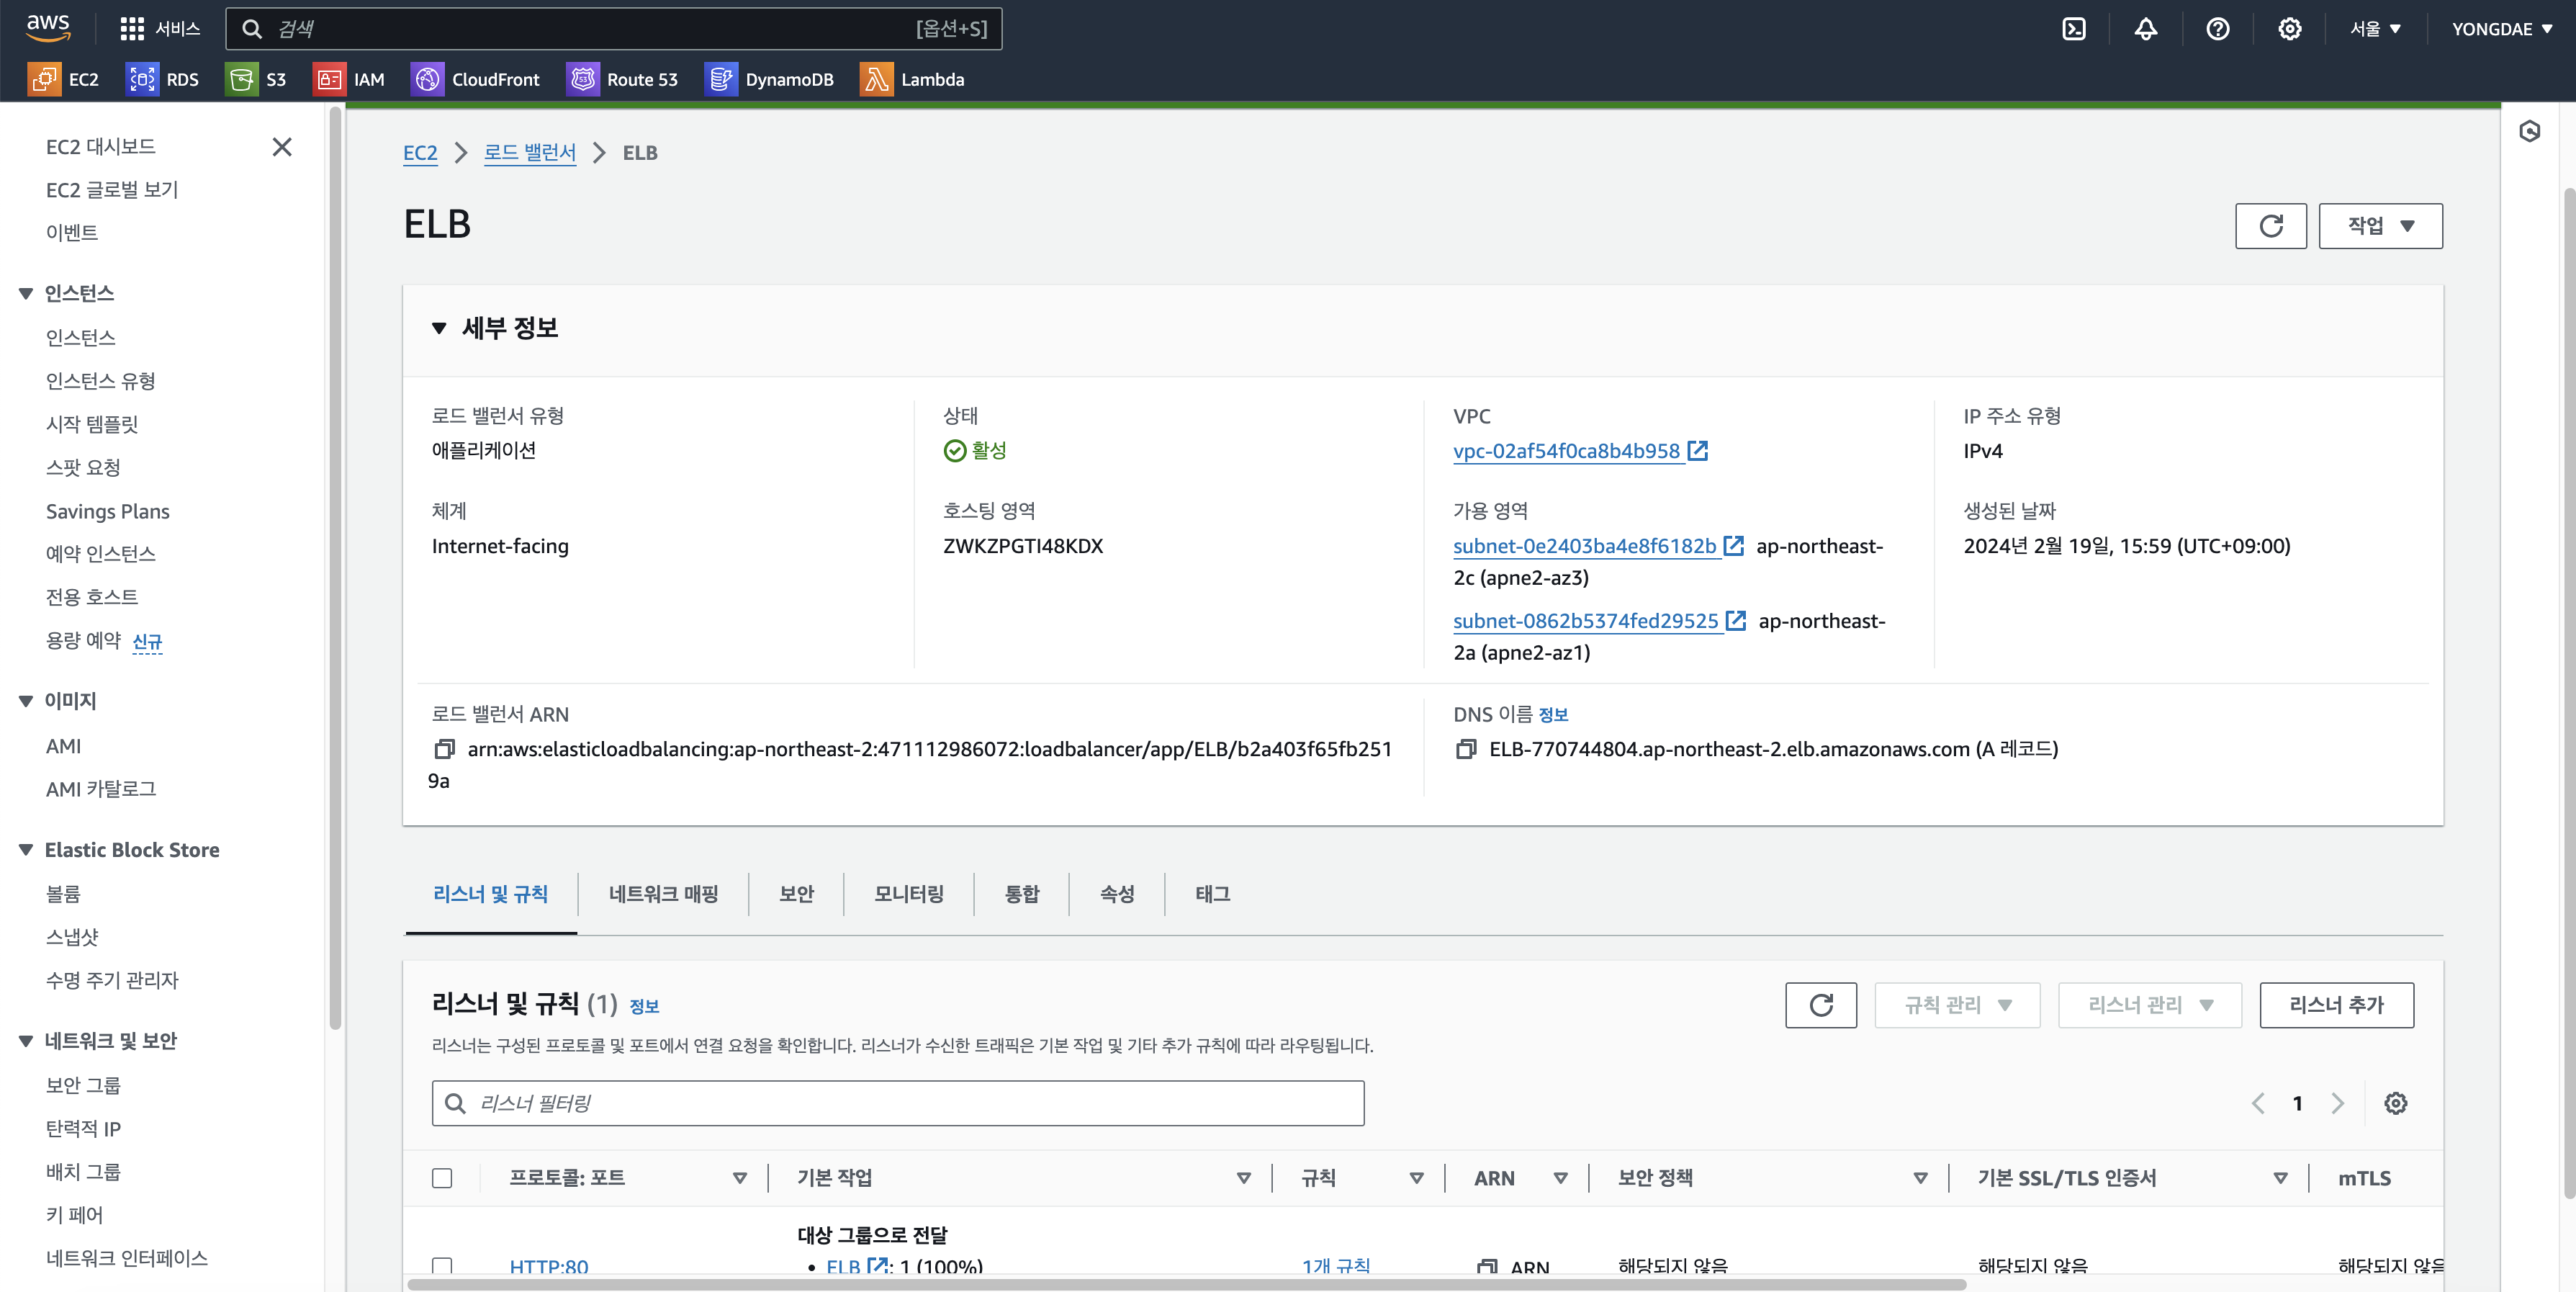 aws
서비스
검색
[옵션+S]
서울 ▼
YONGDAE ▼
EC2
RDS
S3
IAM
CloudFront
Route 53
DynamoDB
Lambda
EC2 대시보드
EC2 글로벌 보기
이벤트
인스턴스
인스턴스
인스턴스 유형
시작 템플릿
스팟 요청
Savings Plans
예약 인스턴스
전용 호스트
용량 예약 신규
이미지
AMI
AMI 카탈로그
Elastic Block Store
볼륨
스냅샷
수명 주기 관리자
네트워크 및 보안
보안 그룹
탄력적 IP
배치 그룹
키 페어
네트워크 인터페이스
EC2 > 로드 밸런서 > ELB
ELB
작업 ▼
세부 정보
로드 밸런서 유형
애플리케이션
상태
활성
VPC
vpc-02af54f0ca8b4b958
IP 주소 유형
IPv4
체계
Internet-facing
호스팅 영역
ZWKZPGTI48KDX
가용 영역
subnet-0e2403ba4e8f6182b ap-northeast-
2c (apne2-az3)
subnet-0862b5374fed29525 ap-northeast-
2a (apne2-az1)
생성된 날짜
2024년 2월 19일, 15:59 (UTC+09:00)
로드 밸런서 ARN
arn:aws:elasticloadbalancing:ap-northeast-2:471112986072:loadbalancer/app/ELB/b2a403f65fb251
9a
DNS 이름 정보
ELB-770744804.ap-northeast-2.elb.amazonaws.com (A 레코드)
리스너 및 규칙
네트워크 매핑
보안
모니터링
통합
속성
태그
리스너 및 규칙 (1) 정보
규칙 관리 ▼
리스너 관리 ▼
리스너 추가
리스너는 구성된 프로토콜 및 포트에서 연결 요청을 확인합니다. 리스너가 수신한 트래픽은 기본 작업 및 기타 추가 규칙에 따라 라우팅됩니다.
리스너 필터링
1
프로토콜: 포트
기본 작업
규칙
ARN
보안 정책
기본 SSL/TLS 인증서
mTLS
대상 그룹으로 전달
HTTP:80
• ELB : 1 (100%)
1개 규칙
ARN
해당되지 않음
해당되지 않음
해당되지 않음